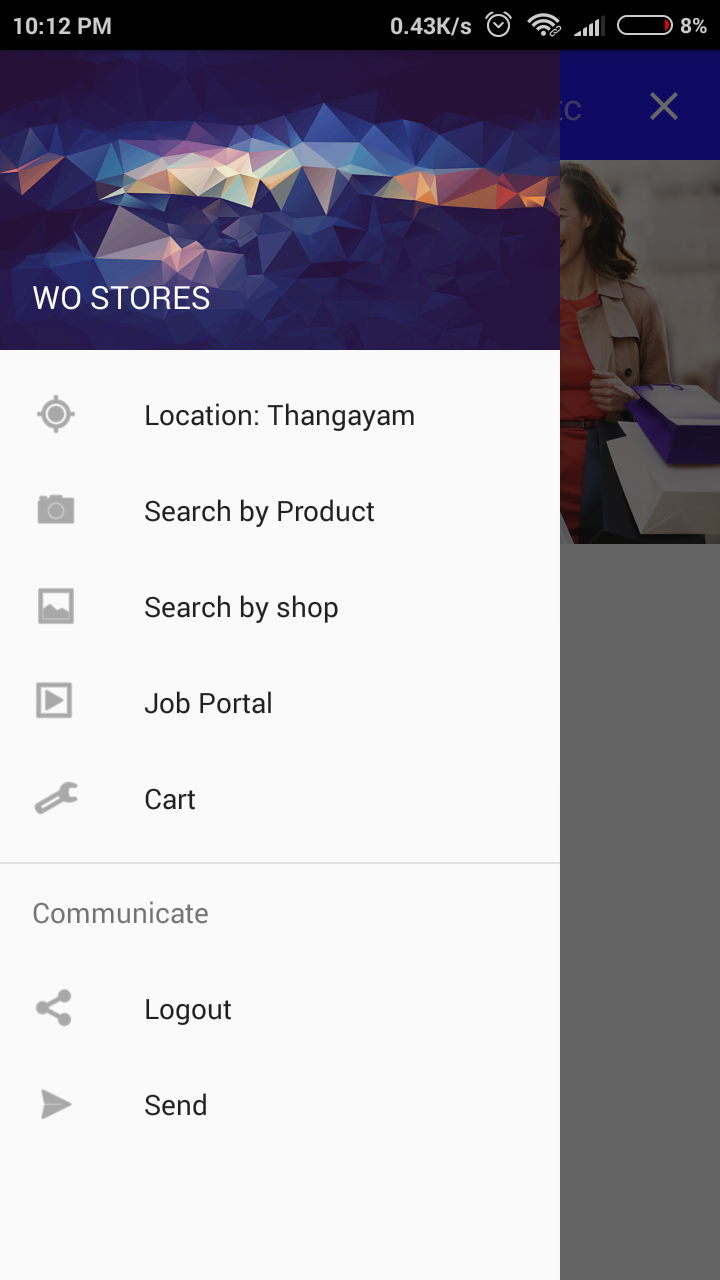 10:12 PM 0.43K/s 8%
tc
WO STORES
Location: Thangayam
Search by Product
Search by shop
Job Portal
Cart
Communicate
Logout
Send